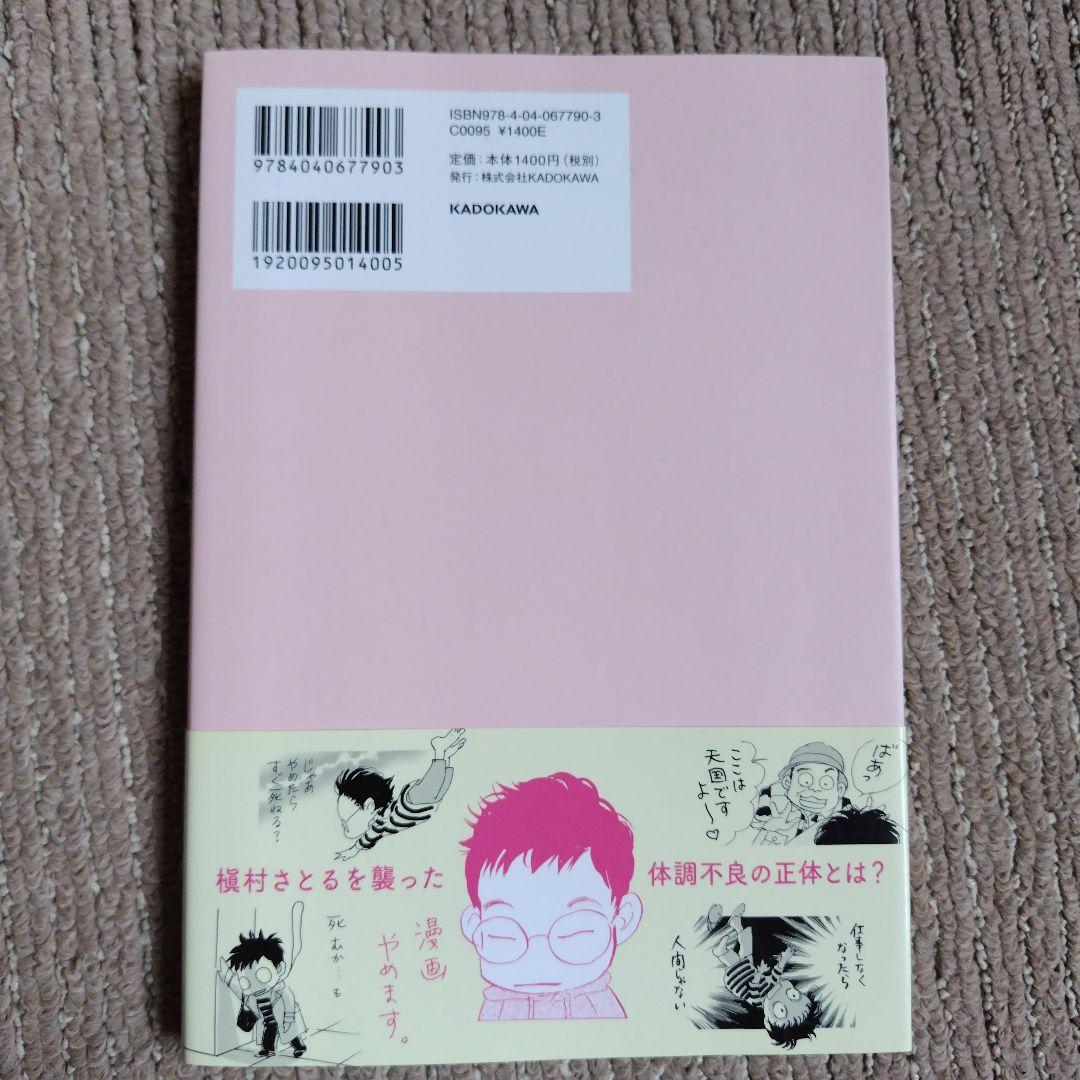 ISBN978-4-04-067790-3
C0095 ¥1400E
9784040677903
定価：本体1400円（税別）
発行：株式会社KADOKAWA
KADOKAWA
1920095014005
じゃあ
やめたら
すぐ死ねる？
ばあっ
ここは
天国です
よ〜♡
槇村さとるを襲った
体調不良の正体とは？
死ぬか…も
漫画
やめます。
仕事しなく
なったら
人間じゃない